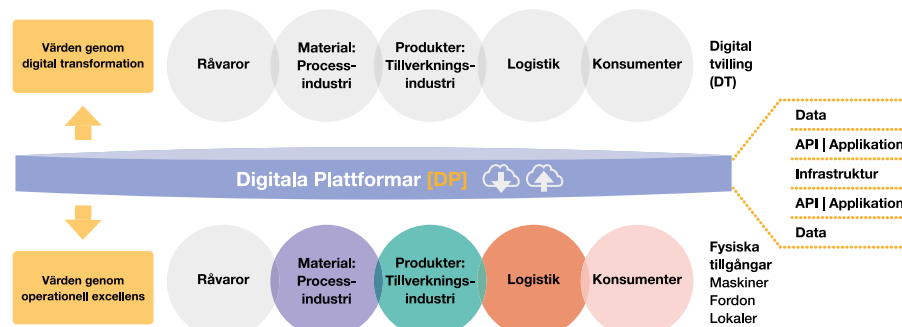 Värden genom
digital transformation
Råvaror
Material:
Process-
industri
Produkter:
Tillverknings-
industri
Logistik
Konsumenter
Digital
tvilling
(DT)
Digitala Plattformar [DP]
Data
API | Applikation
Infrastruktur
API | Applikation
Data
Värden genom
operationell excellens
Råvaror
Material:
Process-
industri
Produkter:
Tillverknings-
industri
Logistik
Konsumenter
Fysiska
tillgångar
Maskiner
Fordon
Lokaler